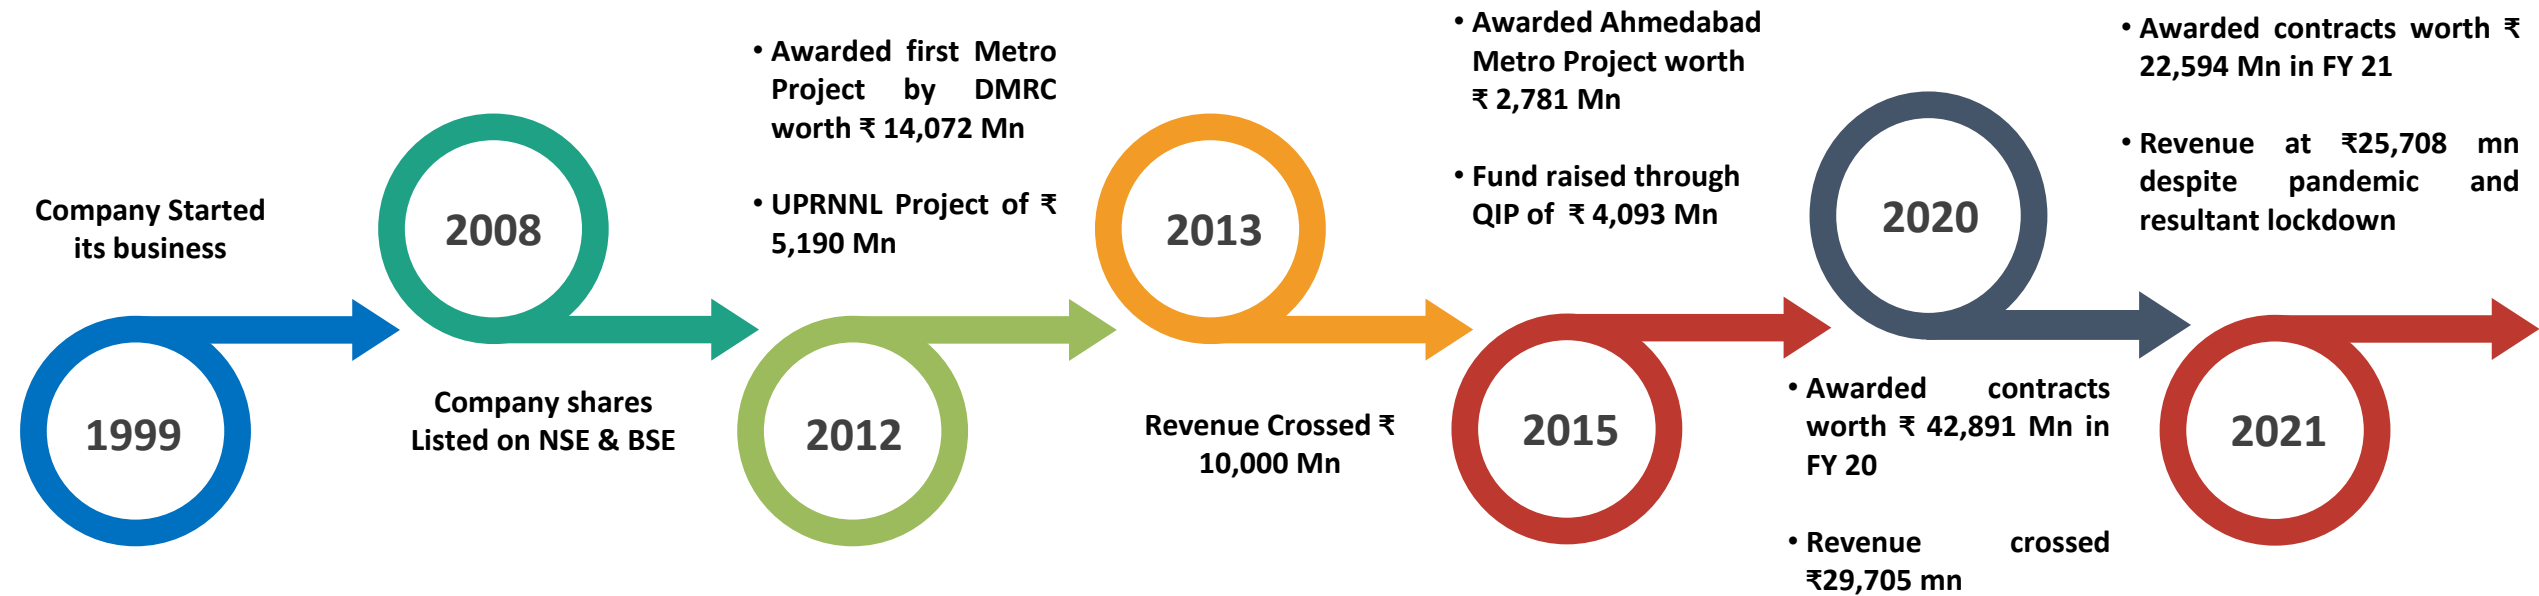 Company Started
its business
1999
2008
Company shares
Listed on NSE & BSE
• Awarded first Metro
Project by DMRC
worth ₹ 14,072 Mn
• UPRNNL Project of ₹
5,190 Mn
2012
2013
Revenue Crossed ₹
10,000 Mn
• Awarded Ahmedabad
Metro Project worth
₹ 2,781 Mn
• Fund raised through
QIP of ₹ 4,093 Mn
2015
2020
• Awarded contracts
worth ₹ 42,891 Mn in
FY 20
• Revenue crossed
₹29,705 mn
• Awarded contracts worth ₹
22,594 Mn in FY 21
• Revenue at ₹25,708 mn
despite pandemic and
resultant lockdown
2021